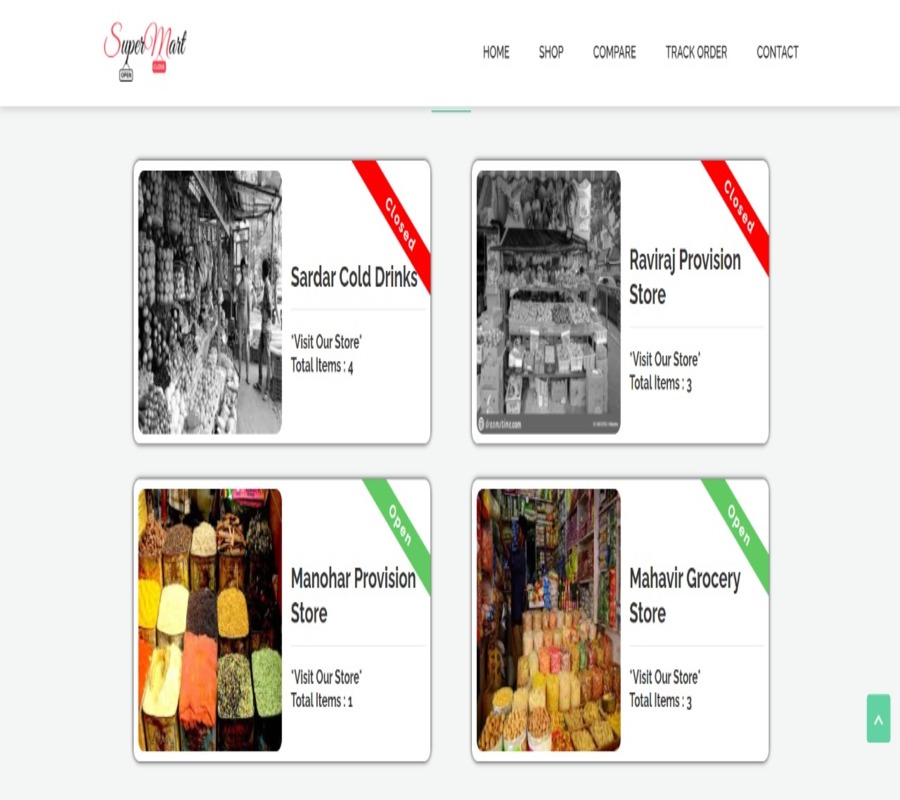 SuperMart
OPEN
CLOSE
HOME SHOP COMPARE TRACK ORDER CONTACT
Closed
Sardar Cold Drinks
"Visit Our Store"
Total Items : 4
Closed
Raviraj Provision
Store
"Visit Our Store"
Total Items : 3
dreamstime.com
Open
Manohar Provision
Store
"Visit Our Store"
Total Items : 1
Open
Mahavir Grocery
Store
"Visit Our Store"
Total Items : 3